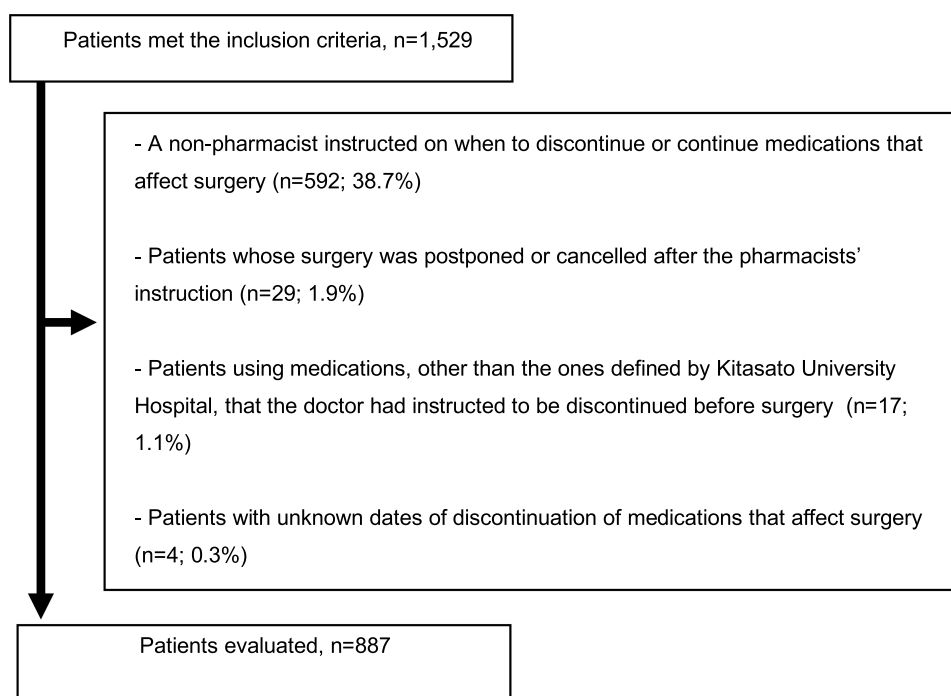 Patients met the inclusion criteria, n=1,529
- A non-pharmacist instructed on when to discontinue or continue medications that
affect surgery (n=592; 38.7%)
- Patients whose surgery was postponed or cancelled after the pharmacists’
instruction (n=29; 1.9%)
- Patients using medications, other than the ones defined by Kitasato University
Hospital, that the doctor had instructed to be discontinued before surgery (n=17;
1.1%)
- Patients with unknown dates of discontinuation of medications that affect surgery
(n=4; 0.3%)
Patients evaluated, n=887